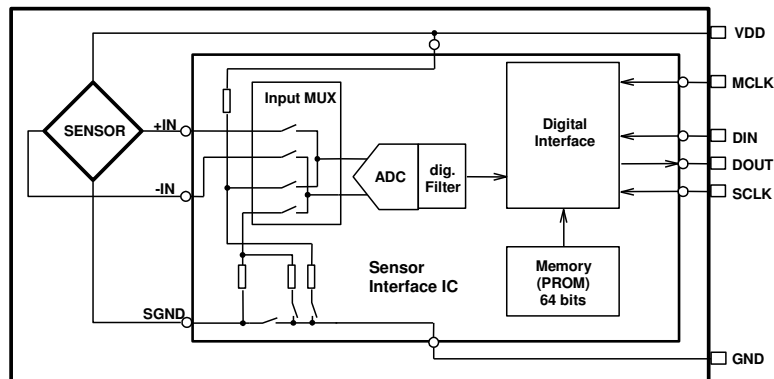 VDD
MCLK
Input MUX
SENSOR
+IN
Digital
Interface
DIN
DOUT
ADC
dig.
Filter
-IN
SCLK
Sensor
Interface IC
Memory
(PROM)
64 bits
SGND
GND